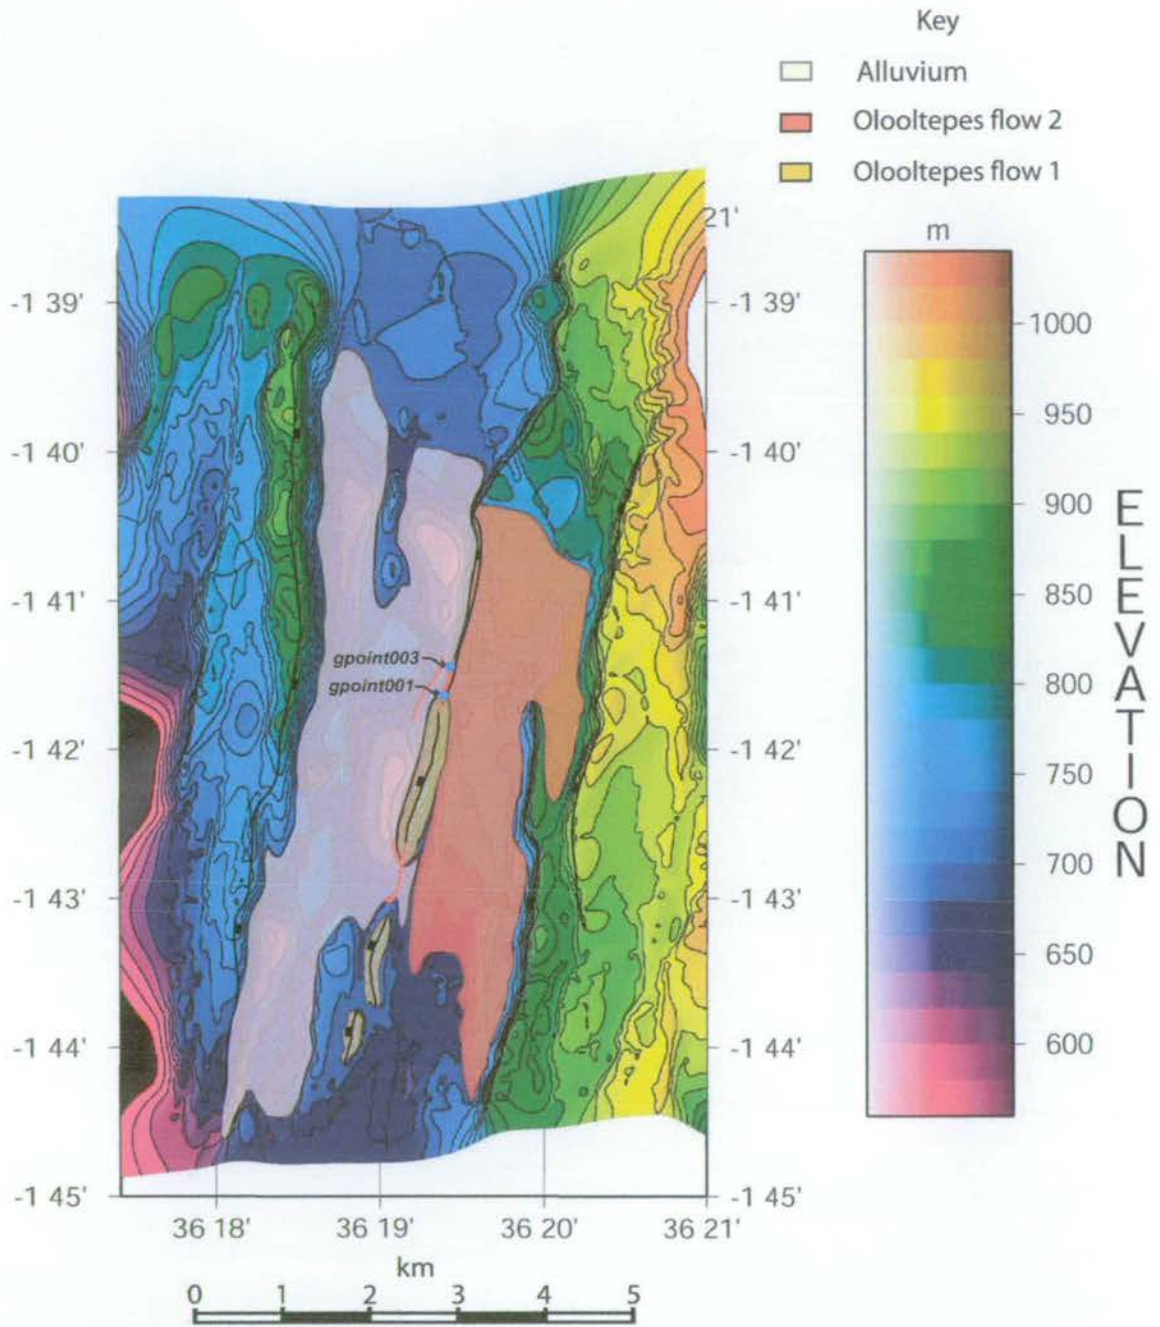 Key
Alluvium
Olooltepes flow 2
Olooltepes flow 1
m
21'
-1 39'
-1 39'
1000
950
-1 40'
-1 40'
900
850
-1 41'
-1 41'
gpoint003
gpoint001
800
-1 42'
-1 42'
750
700
-1 43'
-1 43'
650
-1 44'
-1 44'
600
ELEVATION
-1 45'
-1 45'
36 18'
36 19'
36 20'
36 21'
km
0 1 2 3 4 5